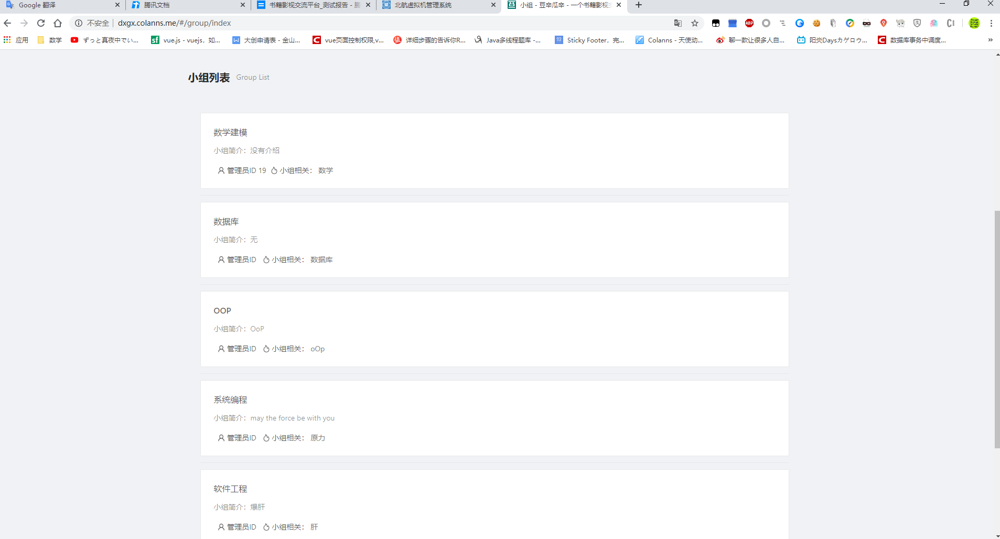 Google 翻译
腾讯文档
书籍影视交流平台_测试报告 - 腾
北航虚拟机管理系统
小组 - 豆辛瓜辛 - 一个书籍影视交
不安全 | dxgx.colanns.me/#/group/index
ABP
应用
数学
ずっと真夜中でい...
sf vue.js - vuejs，如...
大创申请表 - 金山...
vue页面控制权限,v...
详细步骤的告诉你R...
Java多线程题库 -...
Sticky Footer，完...
Colanns - 天使动...
聊一款让很多人自...
阳炎Daysカゲロウ...
数据库事务中调度...
»
小组列表 Group List
数学建模
小组简介：没有介绍
管理员ID 19 小组相关： 数学
数据库
小组简介：无
管理员ID 小组相关： 数据库
OOP
小组简介：OoP
管理员ID 小组相关： oOp
系统编程
小组简介：may the force be with you
管理员ID 小组相关： 原力
软件工程
小组简介：爆肝
管理员ID 小组相关： 肝